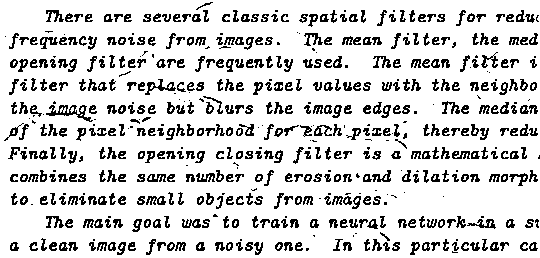 There are several classic spatial filters for redu
frequency noise from images. The mean filter, the med
opening filter are frequently used. The mean filter i
filter that replaces the pixel values with the neighbo
the image noise but blurs the image edges. The median
of the pixel neighborhood for each pixel, thereby redu
Finally, the opening closing filter is a mathematical
combines the same number of erosion and dilation morph
to eliminate small objects from images.
The main goal was to train a neural network in a su
a clean image from a noisy one. In this particular ca